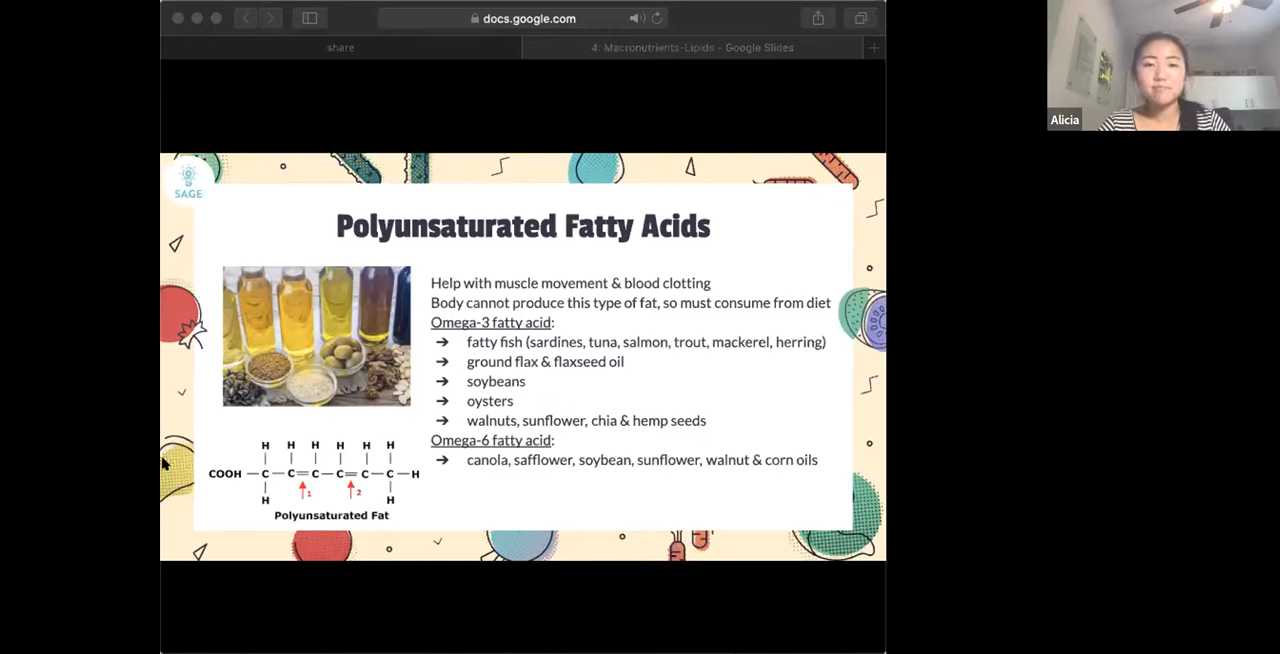 docs.google.com
share
4: Macronutrients-Lipids - Google Slides
Alicia
SAGE
Polyunsaturated Fatty Acids
Help with muscle movement & blood clotting
Body cannot produce this type of fat, so must consume from diet
Omega-3 fatty acid:
➔ fatty fish (sardines, tuna, salmon, trout, mackerel, herring)
➔ ground flax & flaxseed oil
➔ soybeans
➔ oysters
➔ walnuts, sunflower, chia & hemp seeds
Omega-6 fatty acid:
➔ canola, safflower, soybean, sunflower, walnut & corn oils
H H H H H H
COOH — C — C = C — C = C — C — H
H 1 2 H
Polyunsaturated Fat